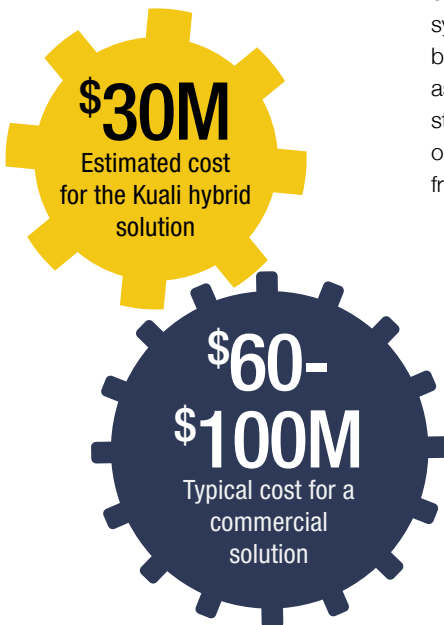 $30M
Estimated cost
for the Kuali hybrid
solution
$60-
$100M
Typical cost for a
commercial
solution